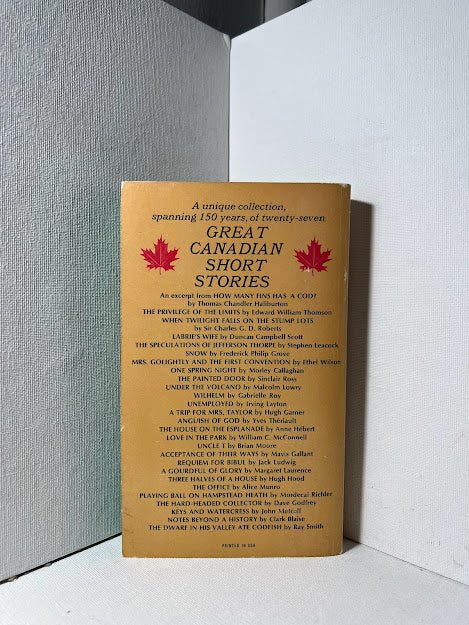 A unique collection,
spanning 150 years, of twenty-seven
GREAT
CANADIAN
SHORT
STORIES
An excerpt from HOW MANY FINS HAS A COD?
by Thomas Chandler Haliburton
THE PRIVILEGE OF THE LIMITS by Edward William Thomson
WHEN TWILIGHT FALLS ON THE STUMP LOTS
by Sir Charles G. D. Roberts
LABRIE'S WIFE by Duncan Campbell Scott
THE SPECULATIONS OF JEFFERSON THORPE by Stephen Leacock
SNOW by Frederick Philip Grove
MRS. GOLIGHTLY AND THE FIRST CONVENTION by Ethel Wilson
ONE SPRING NIGHT by Morley Callaghan
THE PAINTED DOOR by Sinclair Ross
UNDER THE VOLCANO by Malcolm Lowry
WILHELM by Gabrielle Roy
UNEMPLOYED by Irving Layton
A TRIP FOR MRS. TAYLOR by Hugh Garner
ANGUISH OF GOD by Yves Thériault
THE HOUSE ON THE ESPLANADE by Anne Hébert
LOVE IN THE PARK by William C. McConnell
UNCLE T by Brian Moore
ACCEPTANCE OF THEIR WAYS by Mavis Gallant
REQUIEM FOR BIBUL by Jack Ludwig
A GOURDFUL OF GLORY by Margaret Laurence
THREE HALVES OF A HOUSE by Hugh Hood
THE OFFICE by Alice Munro
PLAYING BALL ON HAMPSTEAD HEATH by Mordecai Richler
THE HARD-HEADED COLLECTOR by Dave Godfrey
KEYS AND WATERCRESS by John Metcalf
NOTES BEYOND A HISTORY by Clark Blaise
THE DWARF IN HIS VALLEY ATE CODFISH by Ray Smith
PRINTED IN USA